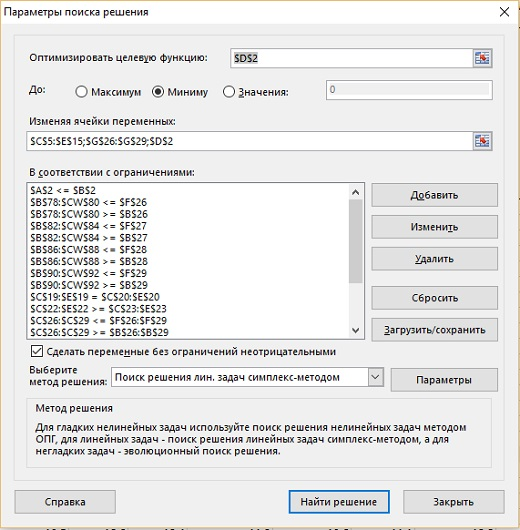 Параметры поиска решения
Оптимизировать целевую функцию:
$D$2
До:
Максимум
Миниму
Значения:
0
Изменяя ячейки переменных:
$C$5:$E$15;$G$26:$G$29;$D$2
В соответствии с ограничениями:
$A$2 <= $B$2
$B$78:$CW$80 <= $F$26
$B$78:$CW$80 >= $B$26
$B$82:$CW$84 <= $F$27
$B$82:$CW$84 >= $B$27
$B$86:$CW$88 <= $F$28
$B$86:$CW$88 >= $B$28
$B$90:$CW$92 <= $F$29
$B$90:$CW$92 >= $B$29
$C$19:$E$19 = $C$20:$E$20
$C$22:$E$22 >= $C$23:$E$23
$C$26:$C$29 <= $F$26:$F$29
$C$26:$C$29 >= $B$26:$B$29
Добавить
Изменить
Удалить
Сбросить
Загрузить/сохранить
Сделать переменные без ограничений неотрицательными
Выберите
метод решения:
Поиск решения лин. задач симплекс-методом
Параметры
Метод решения
Для гладких нелинейных задач используйте поиск решения нелинейных задач методом
ОПГ, для линейных задач - поиск решения линейных задач симплекс-методом, а для
негладких задач - эволюционный поиск решения.
Справка
Найти решение
Закрыть